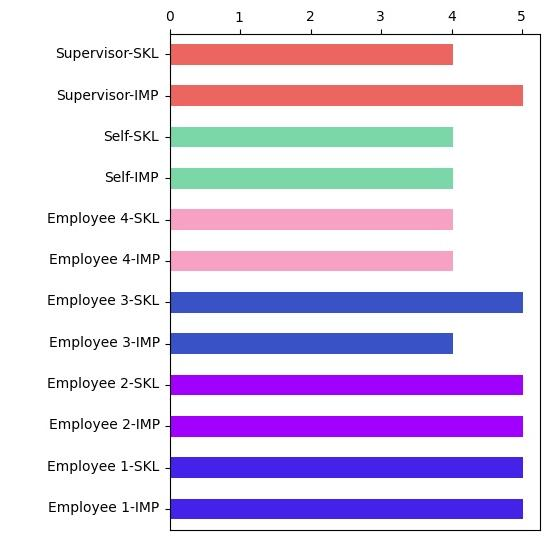 0 1 2 3 4 5
Supervisor-SKL
Supervisor-IMP
Self-SKL
Self-IMP
Employee 4-SKL
Employee 4-IMP
Employee 3-SKL
Employee 3-IMP
Employee 2-SKL
Employee 2-IMP
Employee 1-SKL
Employee 1-IMP